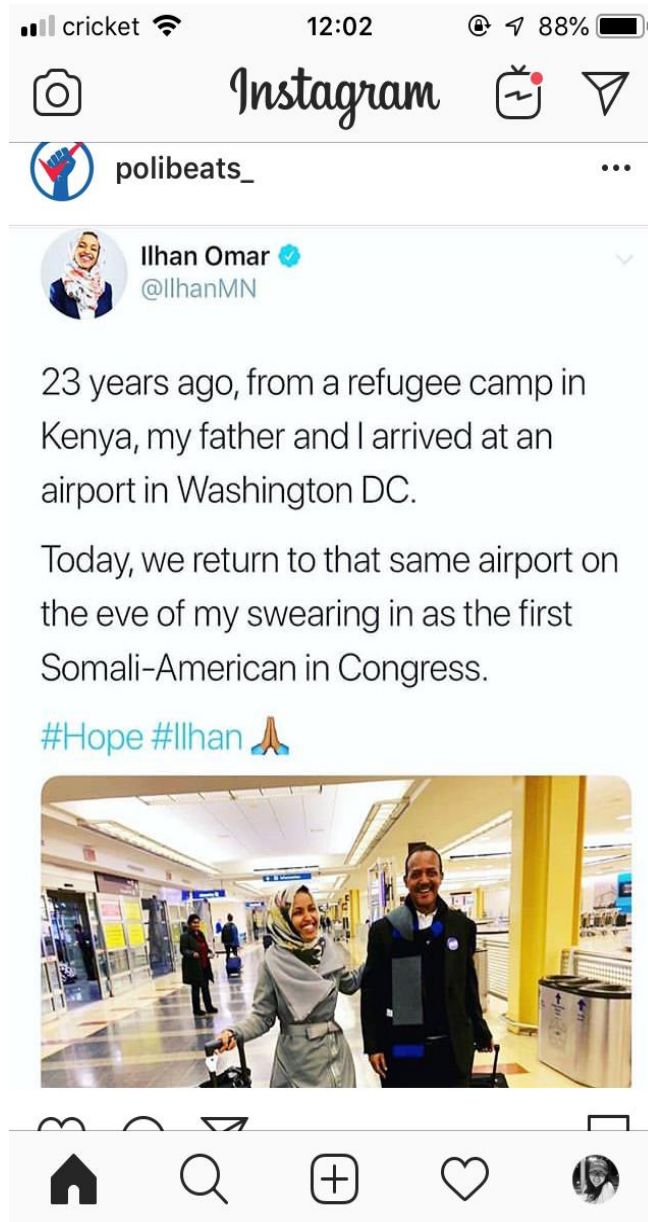 cricket 12:02 88%
Instagram
polibeats_
Ilhan Omar
@IlhanMN
23 years ago, from a refugee camp in
Kenya, my father and I arrived at an
airport in Washington DC.
Today, we return to that same airport on
the eve of my swearing in as the first
Somali-American in Congress.
#Hope #Ilhan 🙏🏽